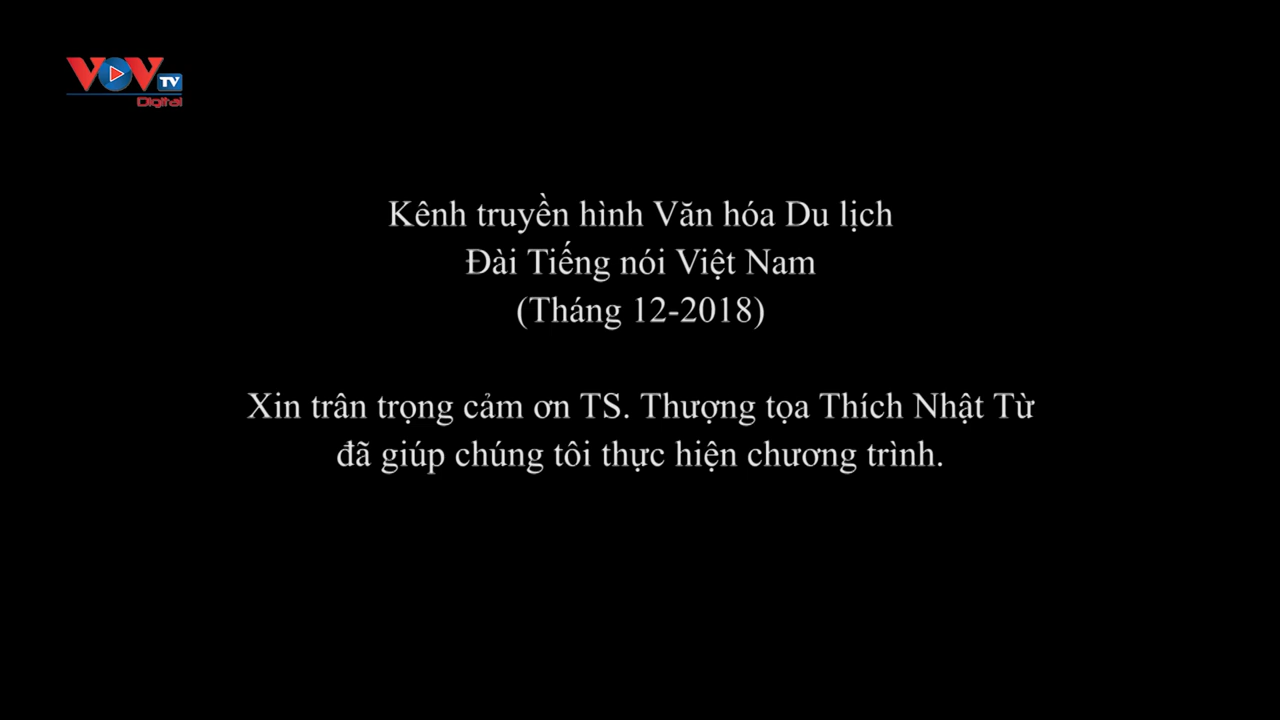 VOV TV
Digital
Kênh truyền hình Văn hóa Du lịch
Đài Tiếng nói Việt Nam
(Tháng 12-2018)
Xin trân trọng cảm ơn TS. Thượng tọa Thích Nhật Từ
đã giúp chúng tôi thực hiện chương trình.